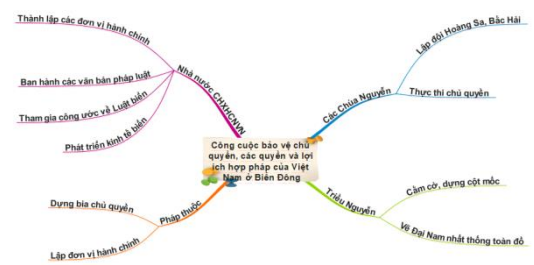 Công cuộc bảo vệ chủ
quyền, các quyền và lợi
ích hợp pháp của Việt
Nam ở Biển Đông
Các Chúa Nguyễn
Lập đội Hoàng Sa, Bắc Hải
Thực thi chủ quyền
Triều Nguyễn
Cắm cờ, dựng cột mốc
Vẽ Đại Nam nhất thống toàn đồ
Pháp thuộc
Dựng bia chủ quyền
Lập đơn vị hành chính
Nhà nước CHXHCNVN
Thành lập các đơn vị hành chính
Ban hành các văn bản pháp luật
Tham gia công ước về Luật biển
Phát triển kinh tế biển